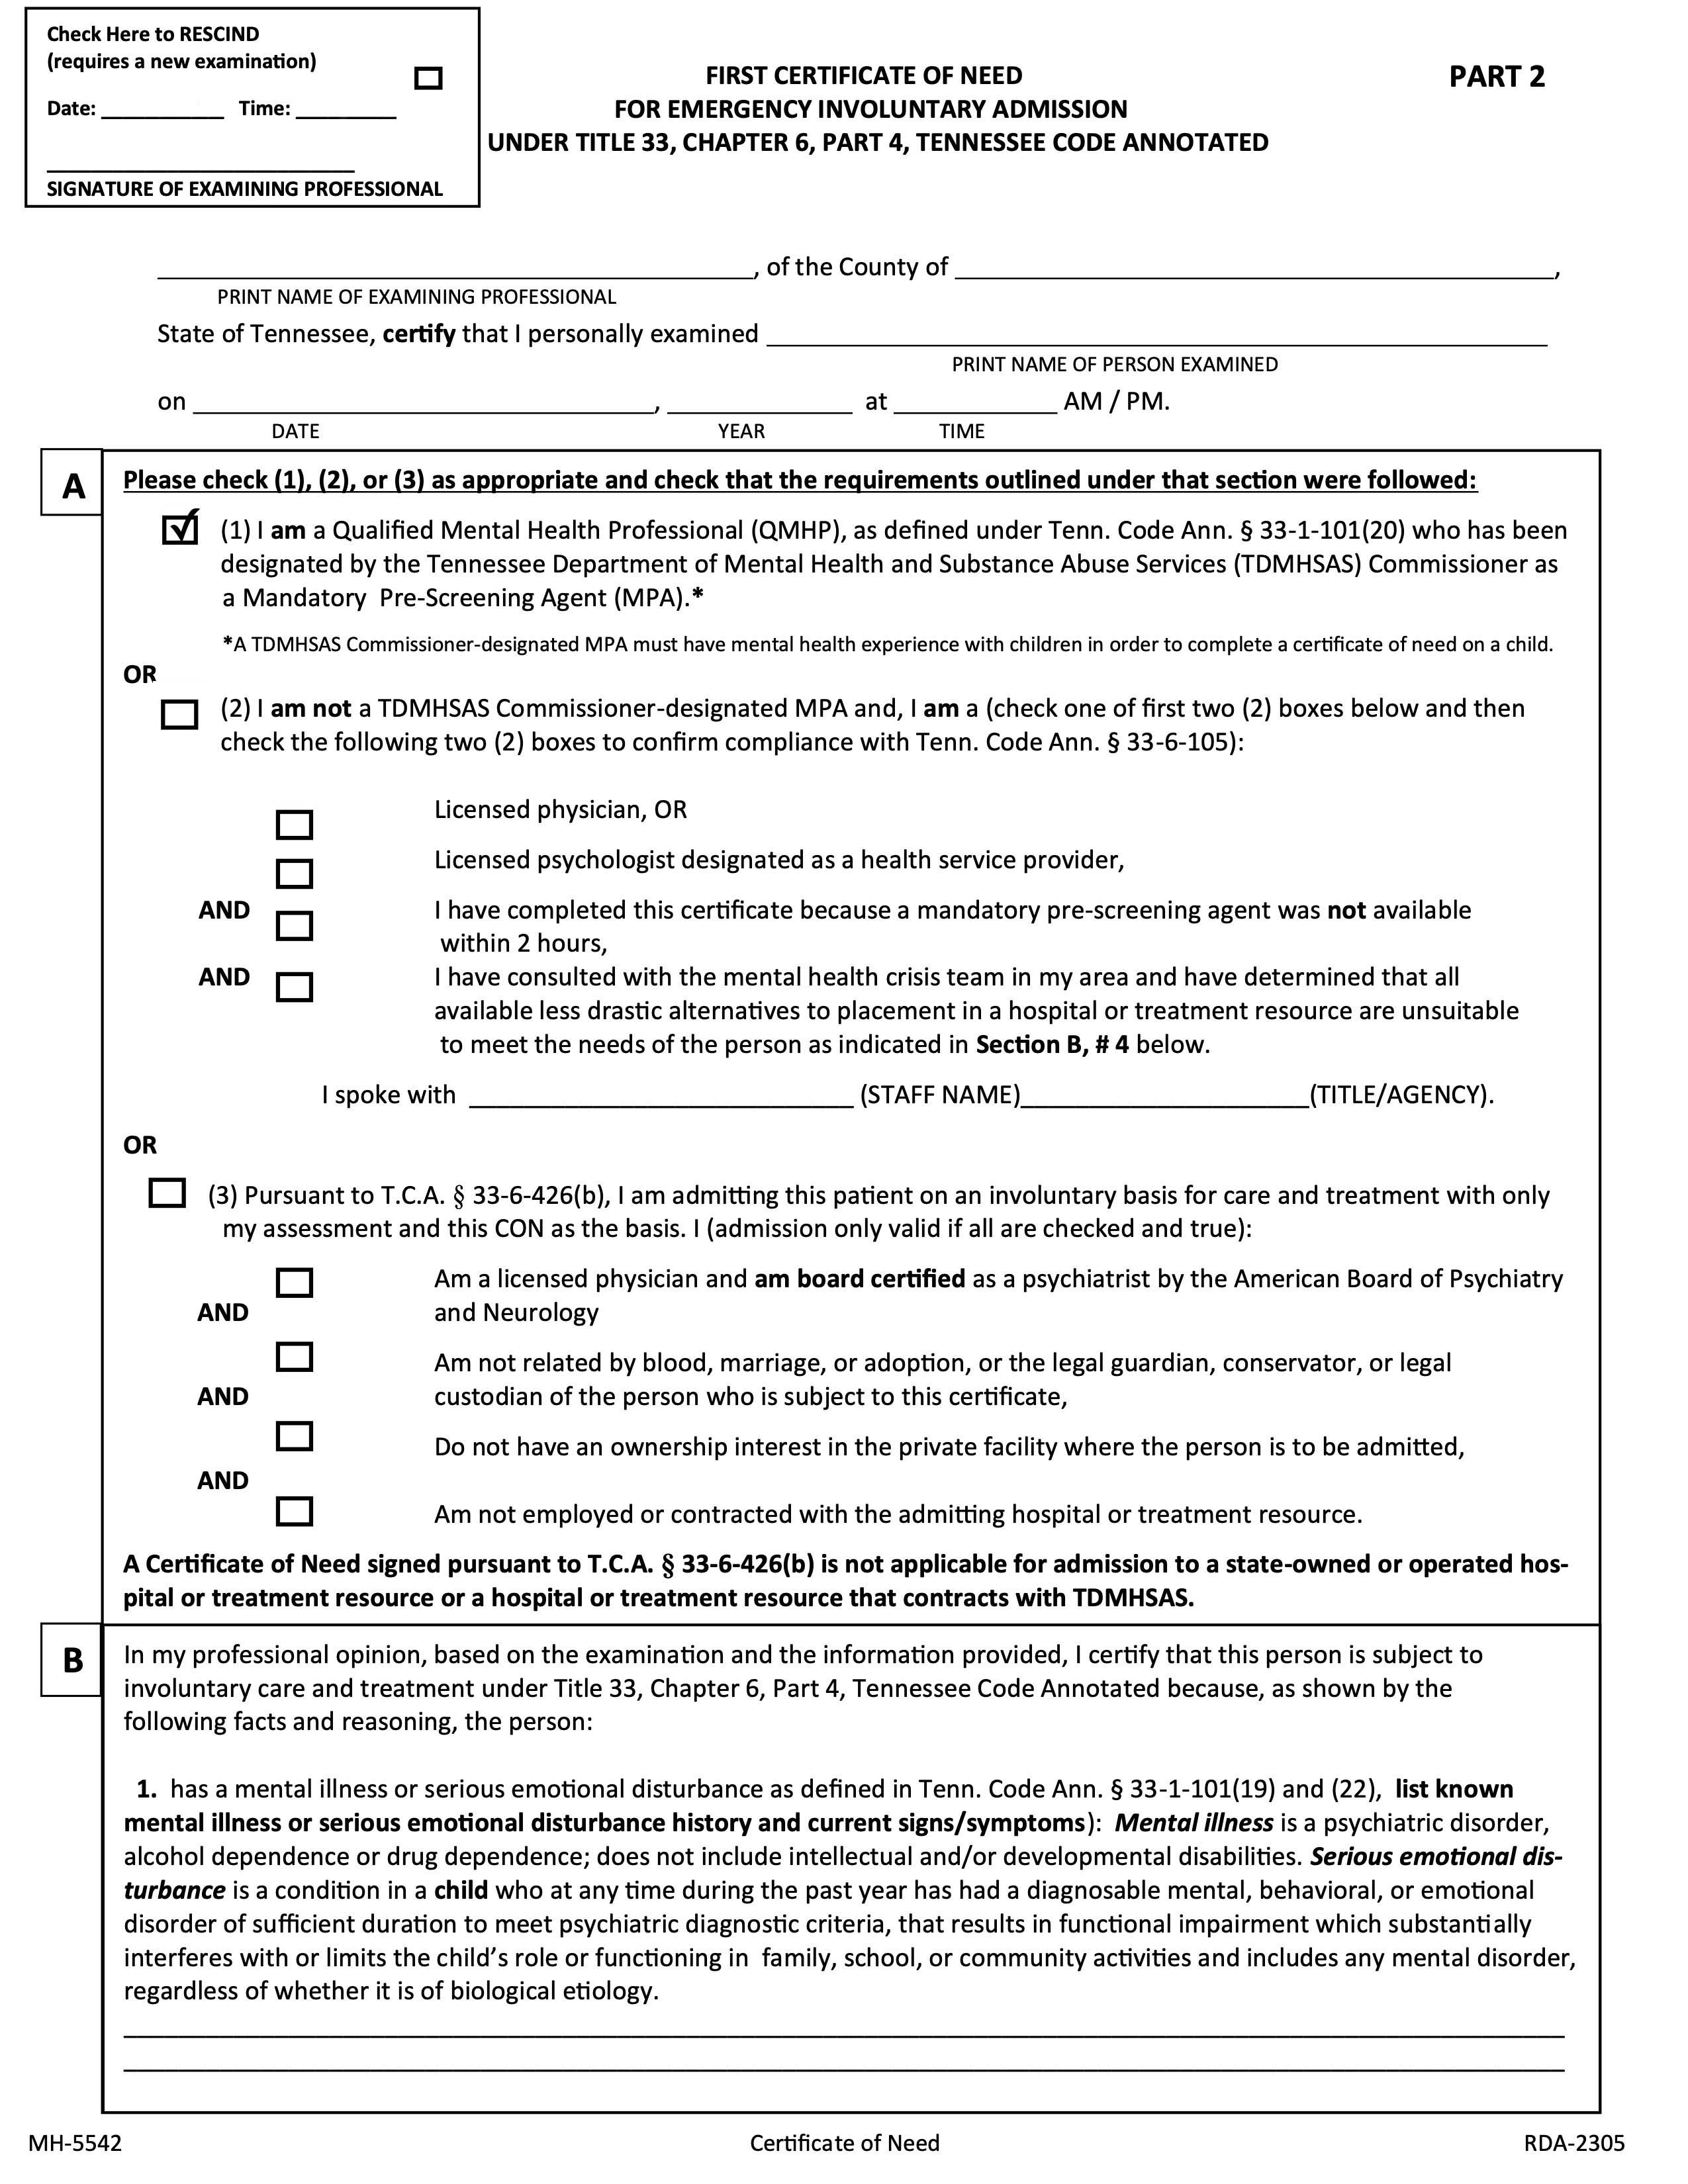 Check Here to RESCIND
(requires a new examination)
Date: ___________ Time: _________
SIGNATURE OF EXAMINING PROFESSIONAL
FIRST CERTIFICATE OF NEED
FOR EMERGENCY INVOLUNTARY ADMISSION
UNDER TITLE 33, CHAPTER 6, PART 4, TENNESSEE CODE ANNOTATED
PART 2
____________________, of the County of ____________________,
PRINT NAME OF EXAMINING PROFESSIONAL
State of Tennessee, certify that I personally examined ____________________
PRINT NAME OF PERSON EXAMINED
on ____________________, __________ at __________ AM / PM.
DATE YEAR TIME
A
Please check (1), (2), or (3) as appropriate and check that the requirements outlined under that section were followed:
(1) I am a Qualified Mental Health Professional (QMHP), as defined under Tenn. Code Ann. § 33-1-101(20) who has been
designated by the Tennessee Department of Mental Health and Substance Abuse Services (TDMHSAS) Commissioner as
a Mandatory Pre-Screening Agent (MPA).*
*A TDMHSAS Commissioner-designated MPA must have mental health experience with children in order to complete a certificate of need on a child.
OR
(2) I am not a TDMHSAS Commissioner-designated MPA and, I am a (check one of first two (2) boxes below and then
check the following two (2) boxes to confirm compliance with Tenn. Code Ann. § 33-6-105):
Licensed physician, OR
Licensed psychologist designated as a health service provider,
AND I have completed this certificate because a mandatory pre-screening agent was not available
within 2 hours,
AND I have consulted with the mental health crisis team in my area and have determined that all
available less drastic alternatives to placement in a hospital or treatment resource are unsuitable
to meet the needs of the person as indicated in Section B, # 4 below.
I spoke with ____________________ (STAFF NAME)____________________(TITLE/AGENCY).
OR
(3) Pursuant to T.C.A. § 33-6-426(b), I am admitting this patient on an involuntary basis for care and treatment with only
my assessment and this CON as the basis. I (admission only valid if all are checked and true):
Am a licensed physician and am board certified as a psychiatrist by the American Board of Psychiatry
AND and Neurology
Am not related by blood, marriage, or adoption, or the legal guardian, conservator, or legal
AND custodian of the person who is subject to this certificate,
Do not have an ownership interest in the private facility where the person is to be admitted,
AND
Am not employed or contracted with the admitting hospital or treatment resource.
A Certificate of Need signed pursuant to T.C.A. § 33-6-426(b) is not applicable for admission to a state-owned or operated hos-
pital or treatment resource or a hospital or treatment resource that contracts with TDMHSAS.
B
In my professional opinion, based on the examination and the information provided, I certify that this person is subject to
involuntary care and treatment under Title 33, Chapter 6, Part 4, Tennessee Code Annotated because, as shown by the
following facts and reasoning, the person:
1. has a mental illness or serious emotional disturbance as defined in Tenn. Code Ann. § 33-1-101(19) and (22), list known
mental illness or serious emotional disturbance history and current signs/symptoms): Mental illness is a psychiatric disorder,
alcohol dependence or drug dependence; does not include intellectual and/or developmental disabilities. Serious emotional dis-
turbance is a condition in a child who at any time during the past year has had a diagnosable mental, behavioral, or emotional
disorder of sufficient duration to meet psychiatric diagnostic criteria, that results in functional impairment which substantially
interferes with or limits the child's role or functioning in family, school, or community activities and includes any mental disorder,
regardless of whether it is of biological etiology.
MH-5542 Certificate of Need RDA-2305